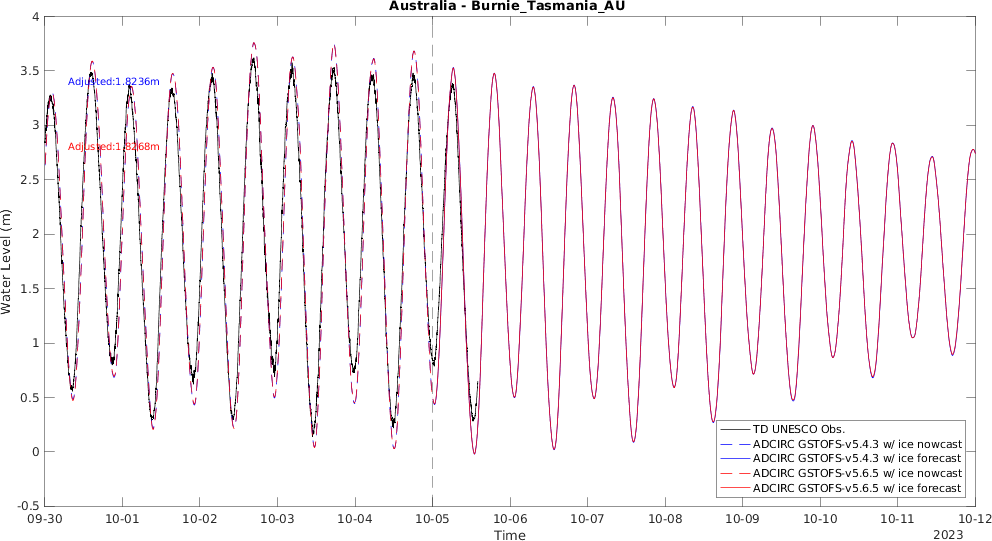 Australia - Burnie_Tasmania_AU
4
3.5
3
2.5
2
1.5
1
0.5
0
-0.5
Water Level (m)
Adjusted:1.8236m
Adjusted:1.8268m
TD UNESCO Obs.
ADCIRC GSTOFS-v5.4.3 w/ ice nowcast
ADCIRC GSTOFS-v5.4.3 w/ ice forecast
ADCIRC GSTOFS-v5.6.5 w/ ice nowcast
ADCIRC GSTOFS-v5.6.5 w/ ice forecast
09-30 10-01 10-02 10-03 10-04 10-05 10-06 10-07 10-08 10-09 10-10 10-11 10-12
Time
2023